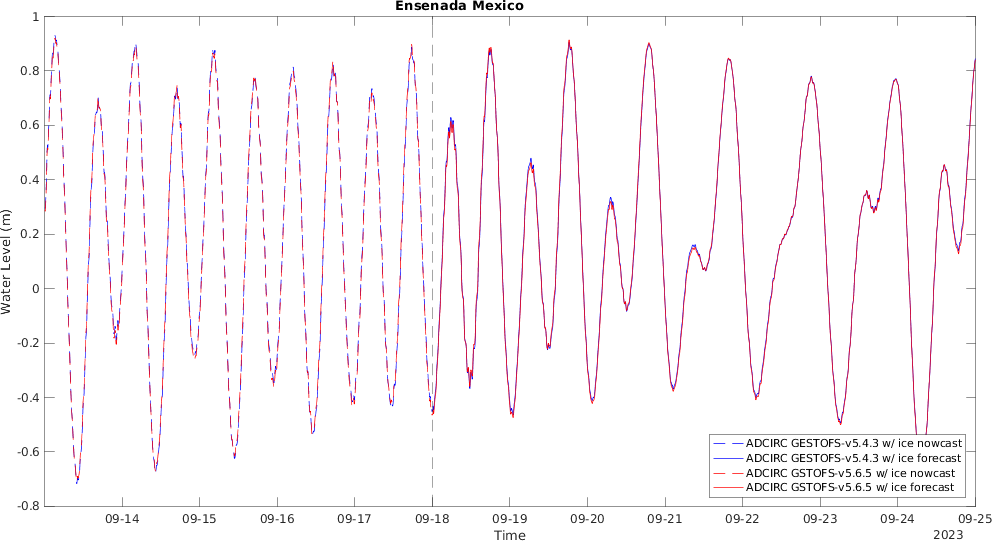 Ensenada Mexico
1
0.8
0.6
0.4
0.2
0
-0.2
-0.4
-0.6
-0.8
Water Level (m)
ADCIRC GESTOFS-v5.4.3 w/ ice nowcast
ADCIRC GESTOFS-v5.4.3 w/ ice forecast
ADCIRC GSTOFS-v5.6.5 w/ ice nowcast
ADCIRC GSTOFS-v5.6.5 w/ ice forecast
09-14 09-15 09-16 09-17 09-18 09-19 09-20 09-21 09-22 09-23 09-24 09-25
Time
2023